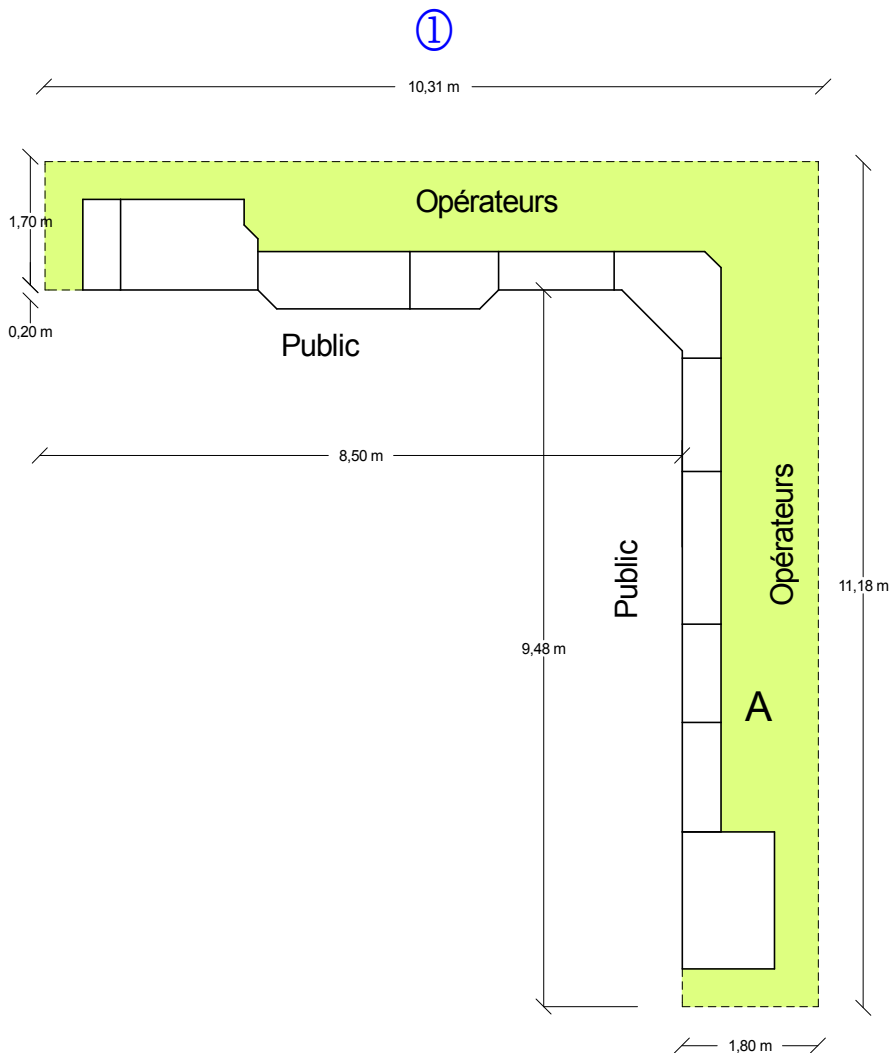 ①
10,31 m
Opérateurs
1,70 m
0,20 m
Public
8,50 m
Opérateurs
Public
11,18 m
9,48 m
A
1,80 m